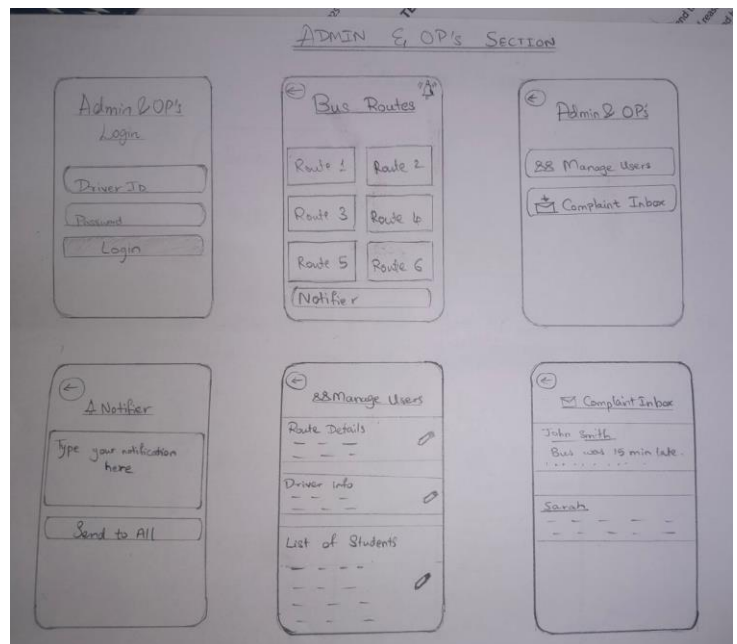 ADMIN & OP's SECTION
Admin & OP's
Login
Driver ID
Password
Login
Bus Routes
Route 1
Route 2
Route 3
Route 4
Route 5
Route 6
Notifier
Admin & OPs
Manage Users
Complaint Inbox
Notifier
Type your notification
here
Send to All
Manage Users
Route Details
Driver info
List of Students
Complaint Inbox
John Smith
Bus was 15 min late.
Sarah